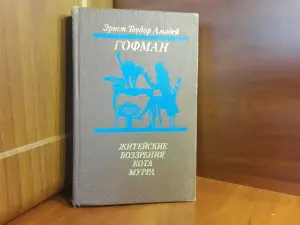 Эрнст Теодор Амадей
ГОФМАН
ЖИТЕЙСКИЕ
ВОЗЗРЕНИЯ
КОТА
МУРРА